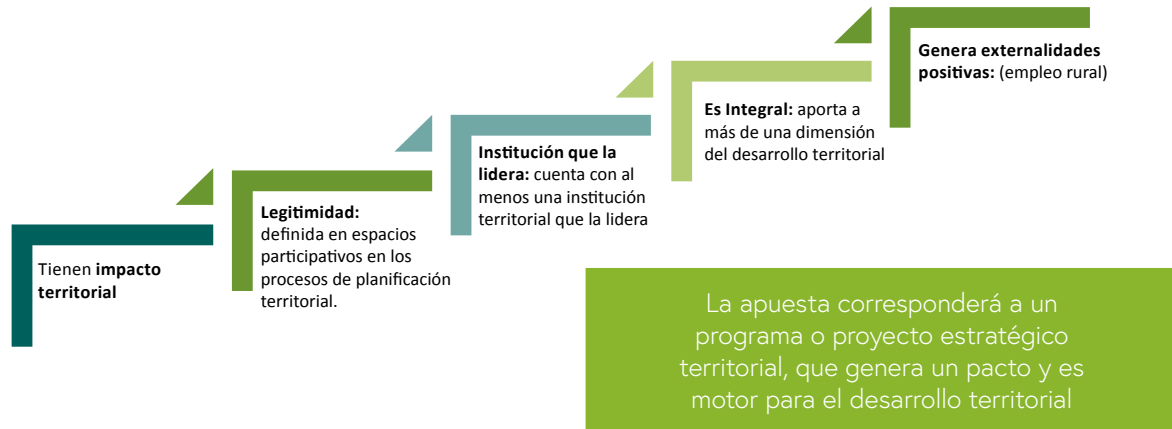 Tienen impacto
territorial
Legitimidad:
definida en espacios
participativos en los
procesos de planificación
territorial.
Institución que la
lidera: cuenta con al
menos una institución
territorial que la lidera
Es Integral: aporta a
más de una dimensión
del desarrollo territorial
Genera externalidades
positivas: (empleo rural)
La apuesta corresponderá a un
programa o proyecto estratégico
territorial, que genera un pacto y es
motor para el desarrollo territorial